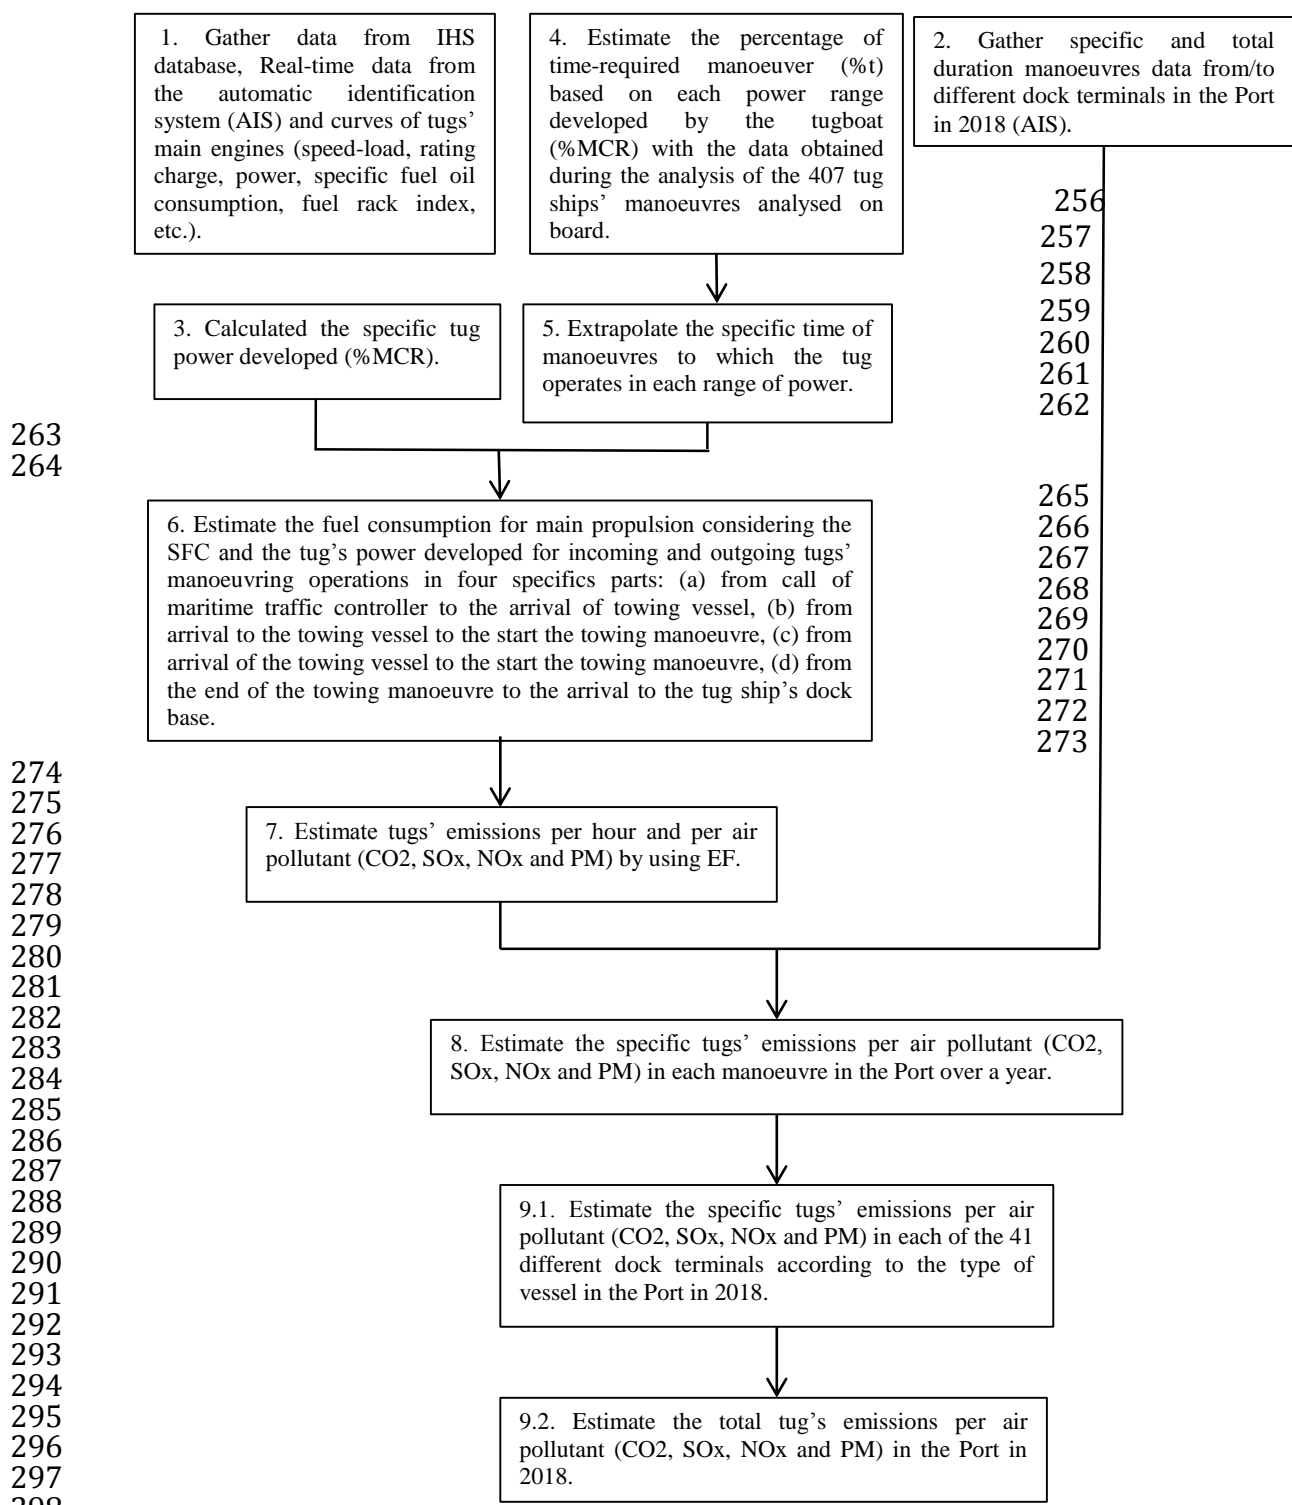 1. Gather data from IHS
database, Real-time data from
the automatic identification
system (AIS) and curves of tugs’
main engines (speed-load, rating
charge, power, specific fuel oil
consumption, fuel rack index,
etc.).
4. Estimate the percentage of
time-required manoeuver (%t)
based on each power range
developed by the tugboat
(%MCR) with the data obtained
during the analysis of the 407 tug
ships’ manoeuvres analysed on
board.
2. Gather specific and total
duration manoeuvres data from/to
different dock terminals in the Port
in 2018 (AIS).
256
257
258
259
260
261
262
3. Calculated the specific tug
power developed (%MCR).
5. Extrapolate the specific time of
manoeuvres to which the tug
operates in each range of power.
263
264
265
266
267
268
269
270
271
272
273
6. Estimate the fuel consumption for main propulsion considering the
SFC and the tug’s power developed for incoming and outgoing tugs’
manoeuvring operations in four specifics parts: (a) from call of
maritime traffic controller to the arrival of towing vessel, (b) from
arrival to the towing vessel to the start the towing manoeuvre, (c) from
arrival of the towing vessel to the start the towing manoeuvre, (d) from
the end of the towing manoeuvre to the arrival to the tug ship’s dock
base.
274
275
276
277
278
279
280
281
282
283
284
285
286
287
288
289
290
291
292
293
294
295
296
297
298
7. Estimate tugs’ emissions per hour and per air
pollutant (CO2, SOx, NOx and PM) by using EF.
8. Estimate the specific tugs’ emissions per air pollutant (CO2,
SOx, NOx and PM) in each manoeuvre in the Port over a year.
9.1. Estimate the specific tugs’ emissions per air
pollutant (CO2, SOx, NOx and PM) in each of the 41
different dock terminals according to the type of
vessel in the Port in 2018.
9.2. Estimate the total tug’s emissions per air
pollutant (CO2, SOx, NOx and PM) in the Port in
2018.